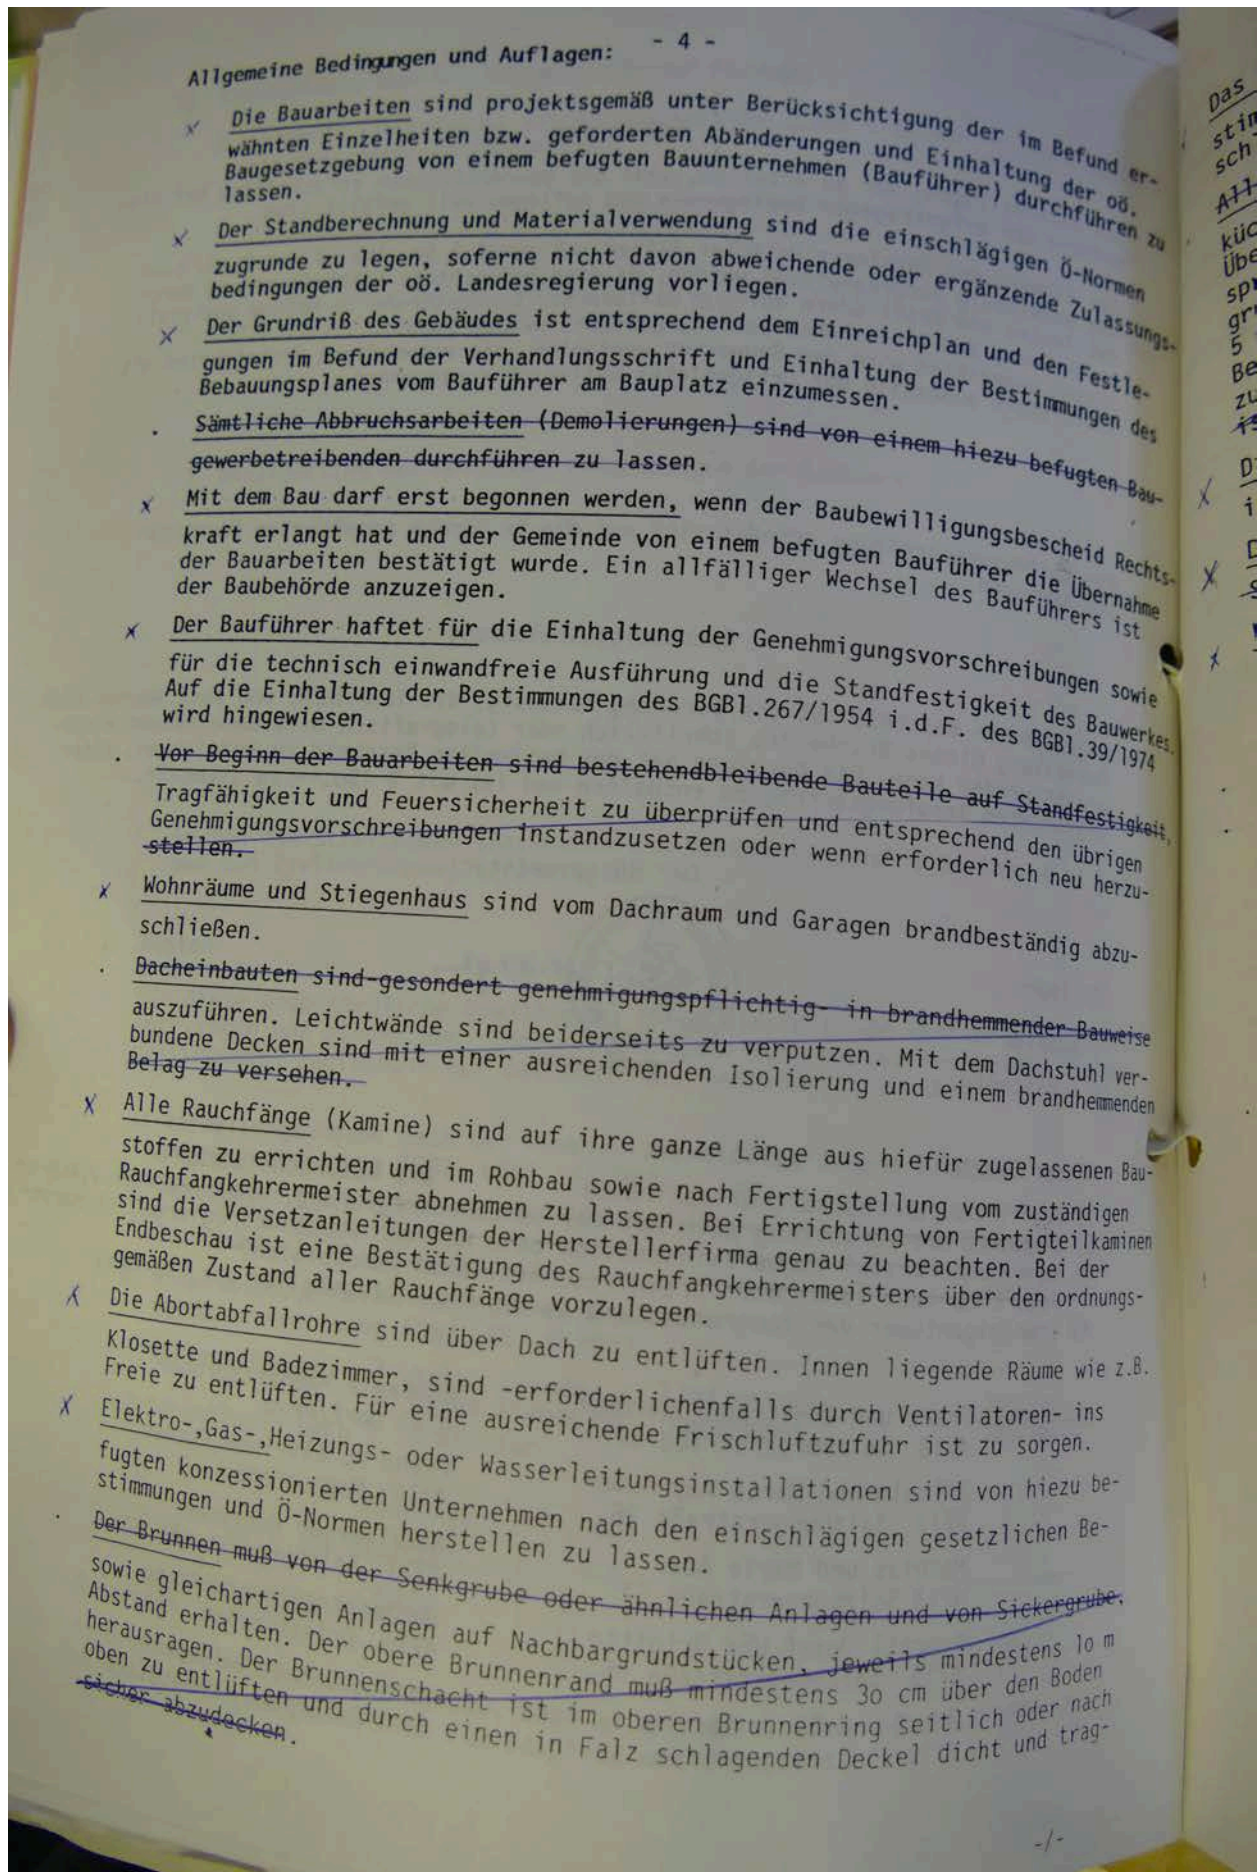 - 4 -
Allgemeine Bedingungen und Auflagen:
Die Bauarbeiten sind projektsgemäß unter Berücksichtigung der im Befund er-
wähnten Einzelheiten bzw. geforderten Abänderungen und Einhaltung der oö.
Baugesetzgebung von einem befugten Bauunternehmen (Bauführer) durchführen zu
lassen.
Der Standberechnung und Materialverwendung sind die einschlägigen Ö-Normen
zugrunde zu legen, soferne nicht davon abweichende oder ergänzende Zulassungs-
bedingungen der oö. Landesregierung vorliegen.
Der Grundriß des Gebäudes ist entsprechend dem Einreichplan und den Festle-
gungen im Befund der Verhandlungsschrift und Einhaltung der Bestimmungen des
Bebauungsplanes vom Bauführer am Bauplatz einzumessen.
Sämtliche Abbruchsarbeiten (Demolierungen) sind von einem hiezu befugten Bau-
gewerbetreibenden durchführen zu lassen.
Mit dem Bau darf erst begonnen werden, wenn der Baubewilligungsbescheid Rechts-
kraft erlangt hat und der Gemeinde von einem befugten Bauführer die Übernahme
der Bauarbeiten bestätigt wurde. Ein allfälliger Wechsel des Bauführers ist
der Baubehörde anzuzeigen.
Der Bauführer haftet für die Einhaltung der Genehmigungsvorschreibungen sowie
für die technisch einwandfreie Ausführung und die Standfestigkeit des Bauwerkes.
Auf die Einhaltung der Bestimmungen des BGBl.267/1954 i.d.F. des BGBl.39/1974
wird hingewiesen.
Vor Beginn der Bauarbeiten sind bestehendbleibende Bauteile auf Standfestigkeit,
Tragfähigkeit und Feuersicherheit zu überprüfen und entsprechend den übrigen
Genehmigungsvorschreibungen instandzusetzen oder wenn erforderlich neu herzu-
stellen.
Wohnräume und Stiegenhaus sind vom Dachraum und Garagen brandbeständig abzu-
schließen.
Dacheinbauten sind-gesondert genehmigungspflichtig- in brandhemmender Bauweise
auszuführen. Leichtwände sind beiderseits zu verputzen. Mit dem Dachstuhl ver-
bundene Decken sind mit einer ausreichenden Isolierung und einem brandhemmenden
Belag zu versehen.
Alle Rauchfänge (Kamine) sind auf ihre ganze Länge aus hiefür zugelassenen Bau-
stoffen zu errichten und im Rohbau sowie nach Fertigstellung vom zuständigen
Rauchfangkehrermeister abnehmen zu lassen. Bei Errichtung von Fertigteilkaminen
sind die Versetzanleitungen der Herstellerfirma genau zu beachten. Bei der
Endbeschau ist eine Bestätigung des Rauchfangkehrermeisters über den ordnungs-
gemäßen Zustand aller Rauchfänge vorzulegen.
Die Abortabfallrohre sind über Dach zu entlüften. Innen liegende Räume wie z.B.
Klosette und Badezimmer, sind -erforderlichenfalls durch Ventilatoren- ins
Freie zu entlüften. Für eine ausreichende Frischluftzufuhr ist zu sorgen.
Elektro-,Gas-,Heizungs- oder Wasserleitungsinstallationen sind von hiezu be-
fugten konzessionierten Unternehmen nach den einschlägigen gesetzlichen Be-
stimmungen und Ö-Normen herstellen zu lassen.
Der Brunnen muß von der Senkgrube oder ähnlichen Anlagen und von Sickergrube,
sowie gleichartigen Anlagen auf Nachbargrundstücken, jeweils mindestens lo m
Abstand erhalten. Der obere Brunnenrand muß mindestens 3o cm über den Boden
herausragen. Der Brunnenschacht ist im oberen Brunnenring seitlich oder nach
oben zu entlüften und durch einen in Falz schlagenden Deckel dicht und trag-
sicher abzudecken.
-/-
Das
stim
sch
All
küc
Übe
spr
gru
5
Be
zu